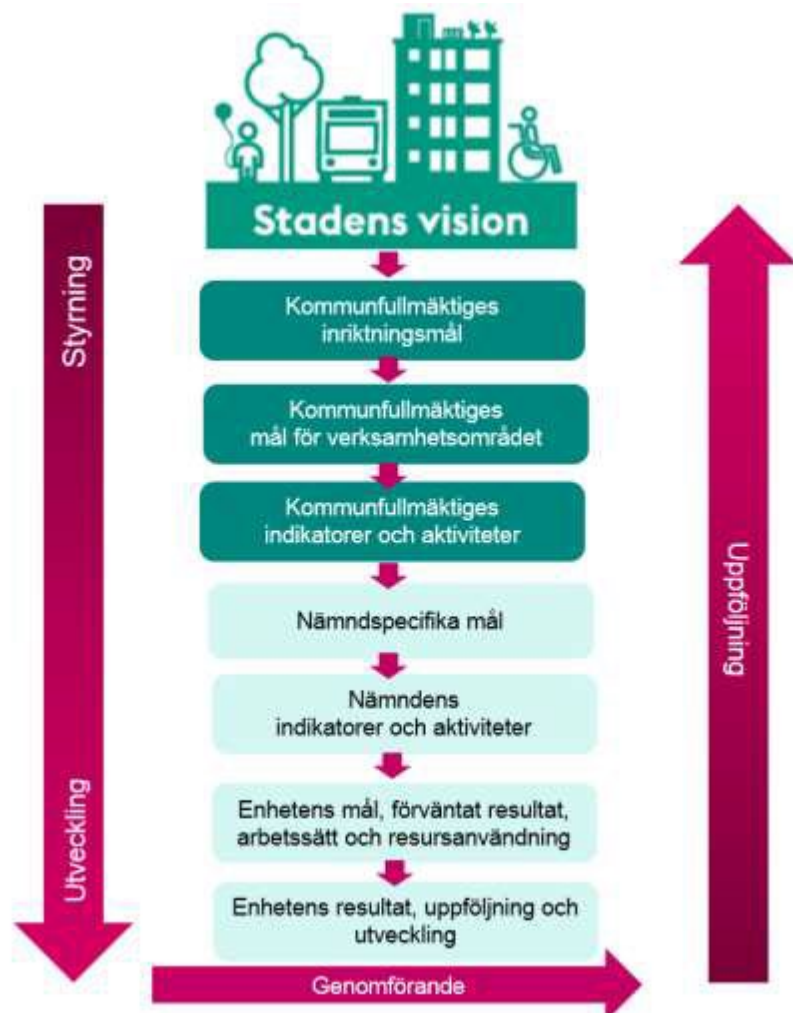 Stadens vision
Styrning
Kommunfullmäktiges
inriktningsmål
Kommunfullmäktiges
mål för verksamhetsområdet
Kommunfullmäktiges
indikatorer och aktiviteter
Uppföljning
Nämndspecifika mål
Nämndens
indikatorer och aktiviteter
Utveckling
Enhetens mål, förväntat resultat,
arbetssätt och resursanvändning
Enhetens resultat, uppföljning och
utveckling
Genomförande